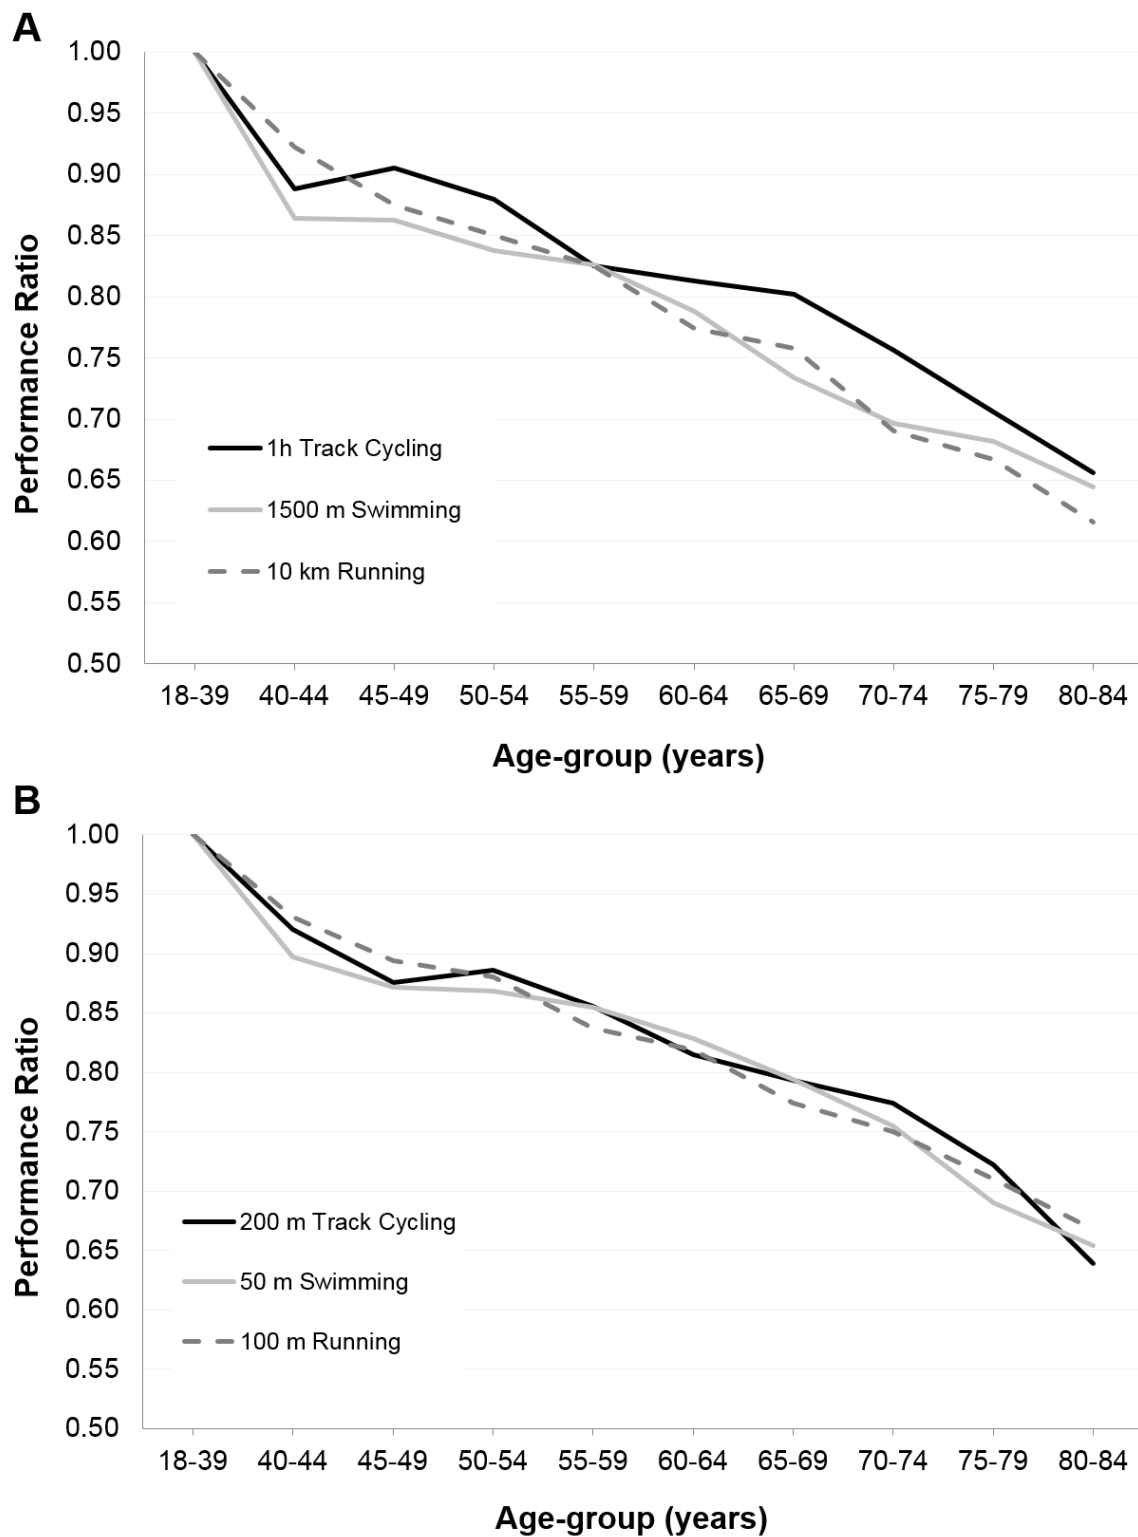 A
1.00
0.95
0.90
0.85
0.80
0.75
0.70
0.65
0.60
0.55
0.50
Performance Ratio
1h Track Cycling
1500 m Swimming
10 km Running
18-39 40-44 45-49 50-54 55-59 60-64 65-69 70-74 75-79 80-84
Age-group (years)
B
1.00
0.95
0.90
0.85
0.80
0.75
0.70
0.65
0.60
0.55
0.50
Performance Ratio
200 m Track Cycling
50 m Swimming
100 m Running
18-39 40-44 45-49 50-54 55-59 60-64 65-69 70-74 75-79 80-84
Age-group (years)